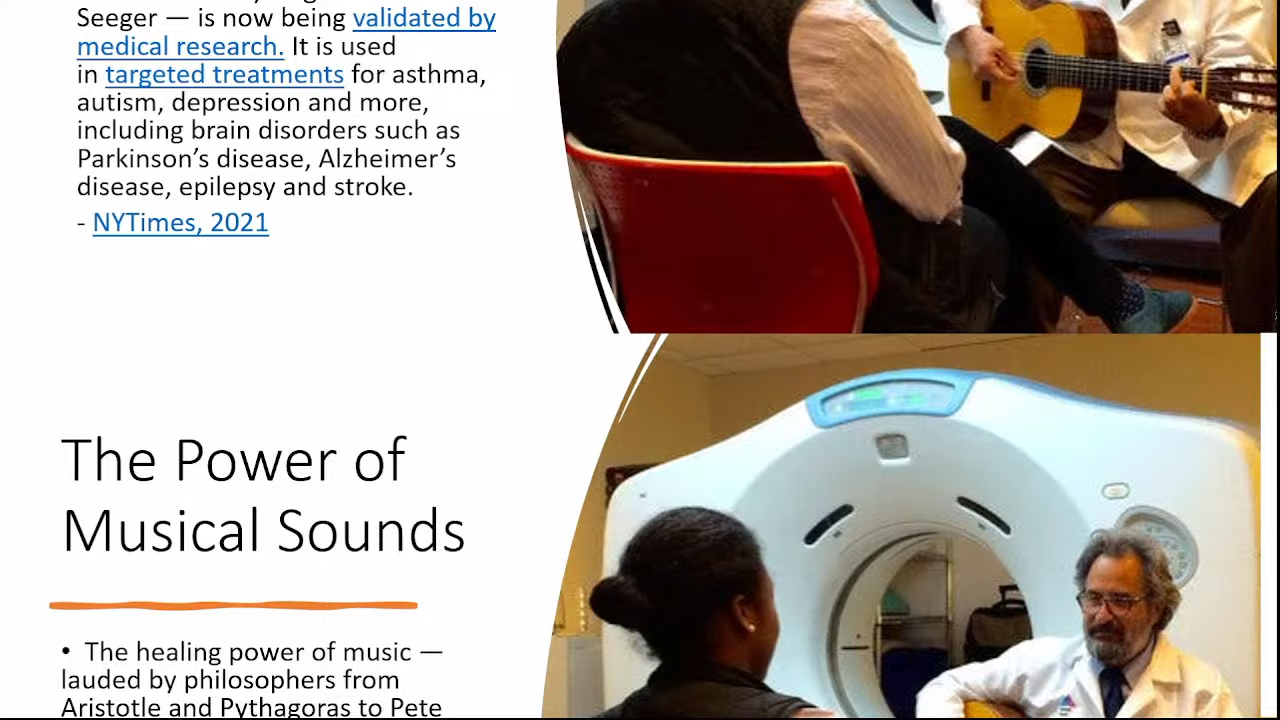 Seeger — is now being validated by
medical research. It is used
in targeted treatments for asthma,
autism, depression and more,
including brain disorders such as
Parkinson’s disease, Alzheimer’s
disease, epilepsy and stroke.
- NYTimes, 2021
The Power of
Musical Sounds
• The healing power of music —
lauded by philosophers from
Aristotle and Pythagoras to Pete